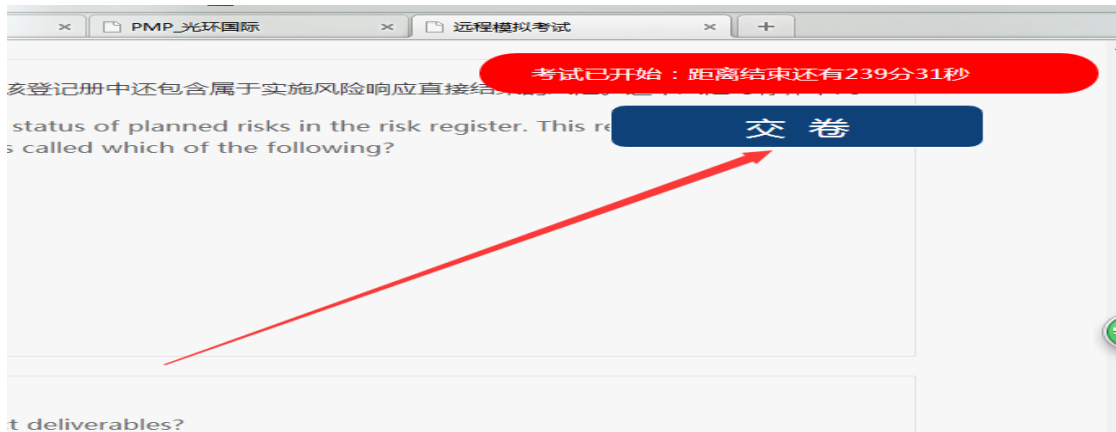 PMP_光环国际
远程模拟考试
考试已开始：距离结束还有239分31秒
该登记册中还包含属于实施风险响应直接结
status of planned risks in the risk register. This re
交 卷
s called which of the following?
t deliverables?